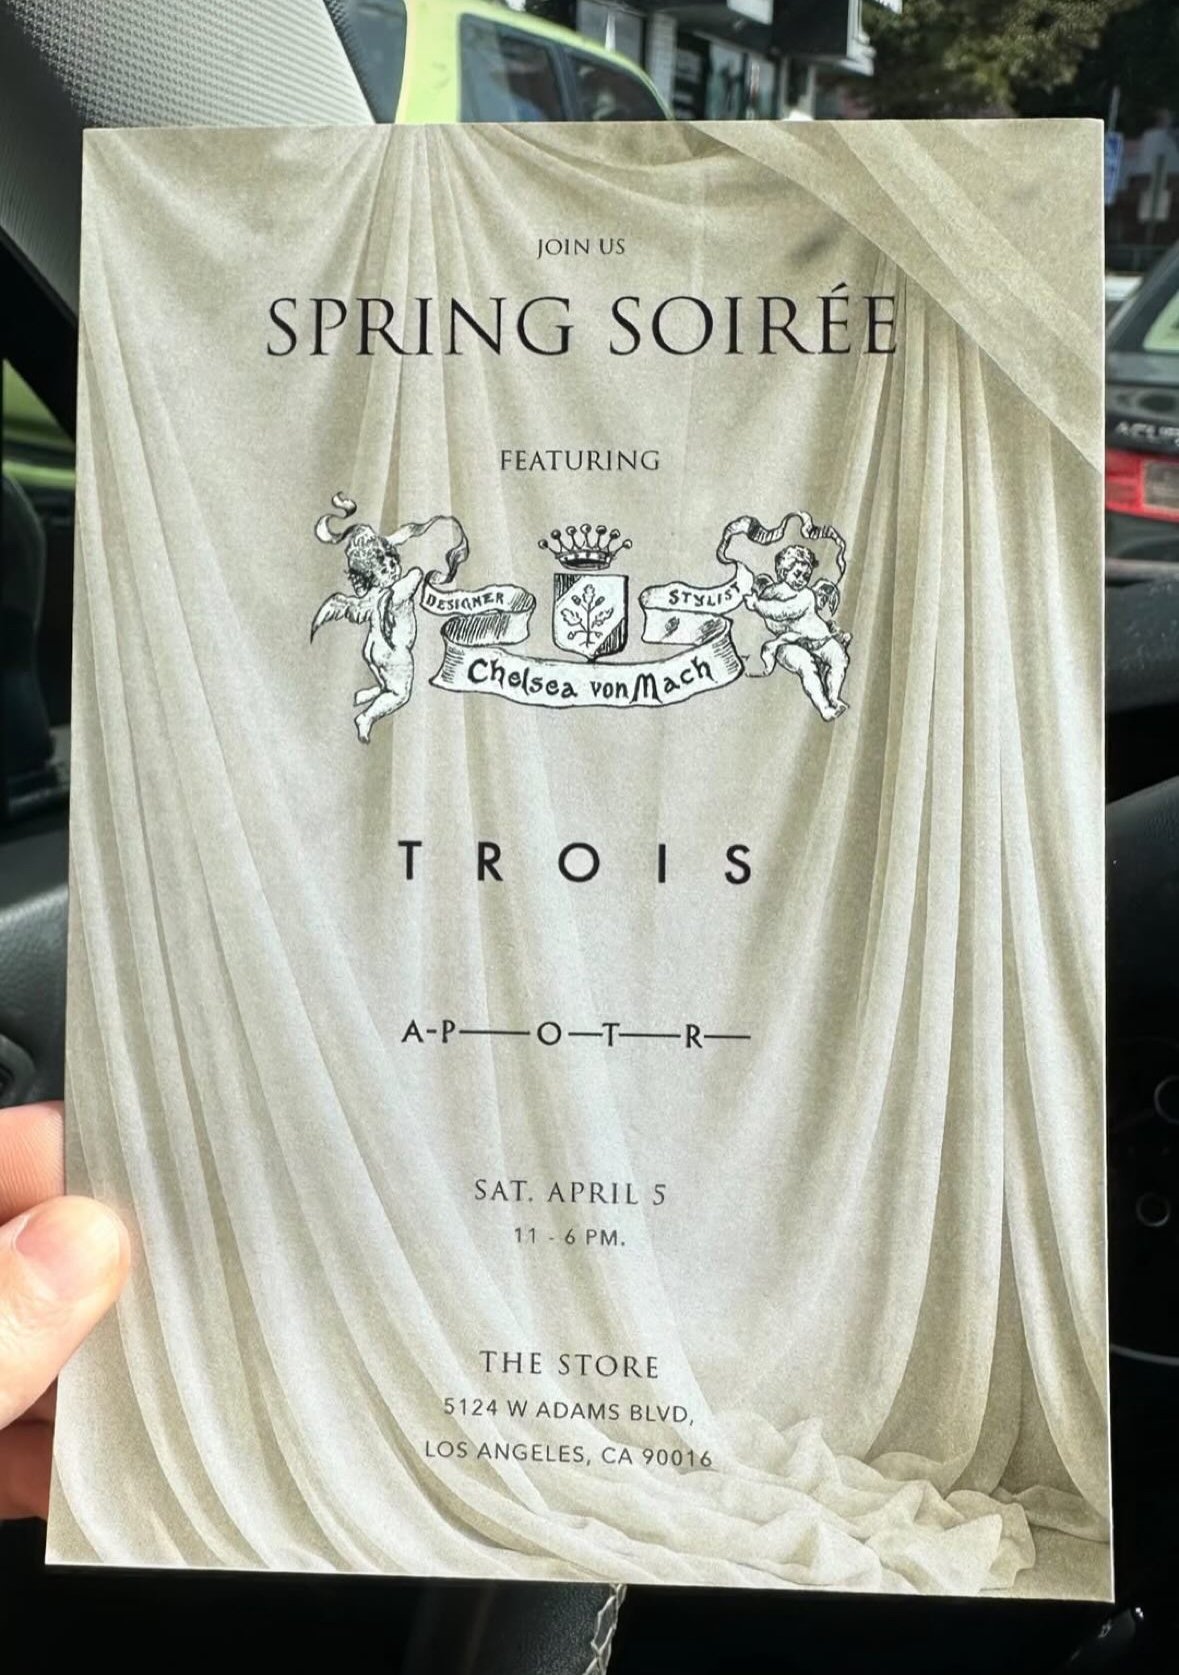 JOIN US
SPRING SOIRÉE
FEATURING
DESIGNER
STYLIST
Chelsea von Mach
TROIS
A-P——O—T——R—
SAT. APRIL 5
11 - 6 PM.
THE STORE
5124 W ADAMS BLVD,
LOS ANGELES, CA 90016